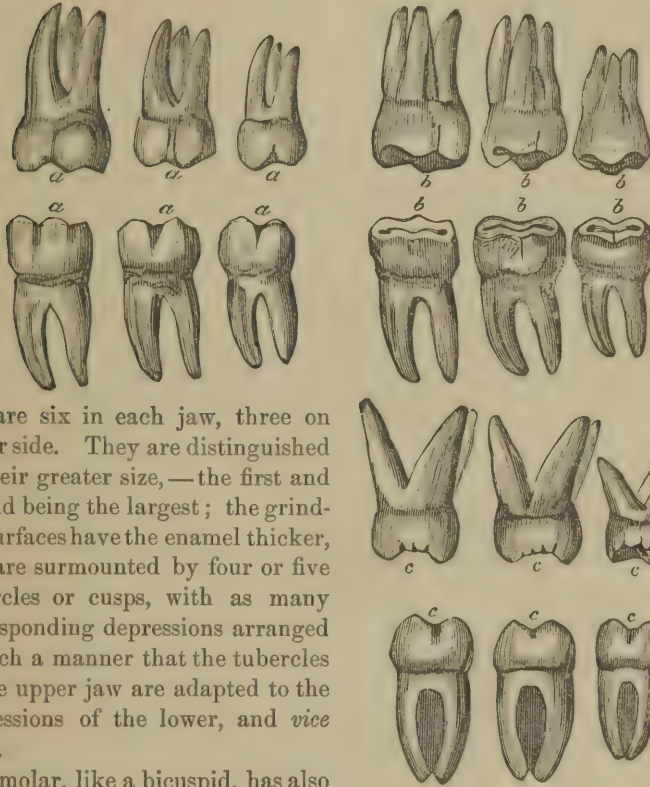 a a a
b b b
a a a
b b b
are six in each jaw, three on
r side. They are distinguished
eir greater size,—the first and
d being the largest; the grind-
urfaces have the enamel thicker,
are surmounted by four or five
rcles or cusps, with as many
sponding depressions arranged
ch a manner that the tubercles
e upper jaw are adapted to the
essions of the lower, and vice
.
molar, like a bicuspid, has also
c c c
c c c